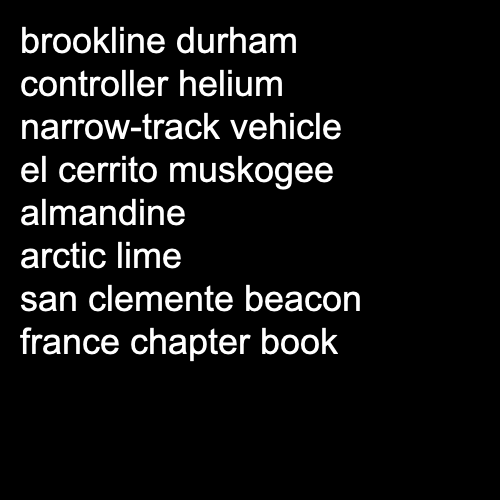 brookline durham
controller helium
narrow-track vehicle
el cerrito muskogee
almandine
arctic lime
san clemente beacon
france chapter book